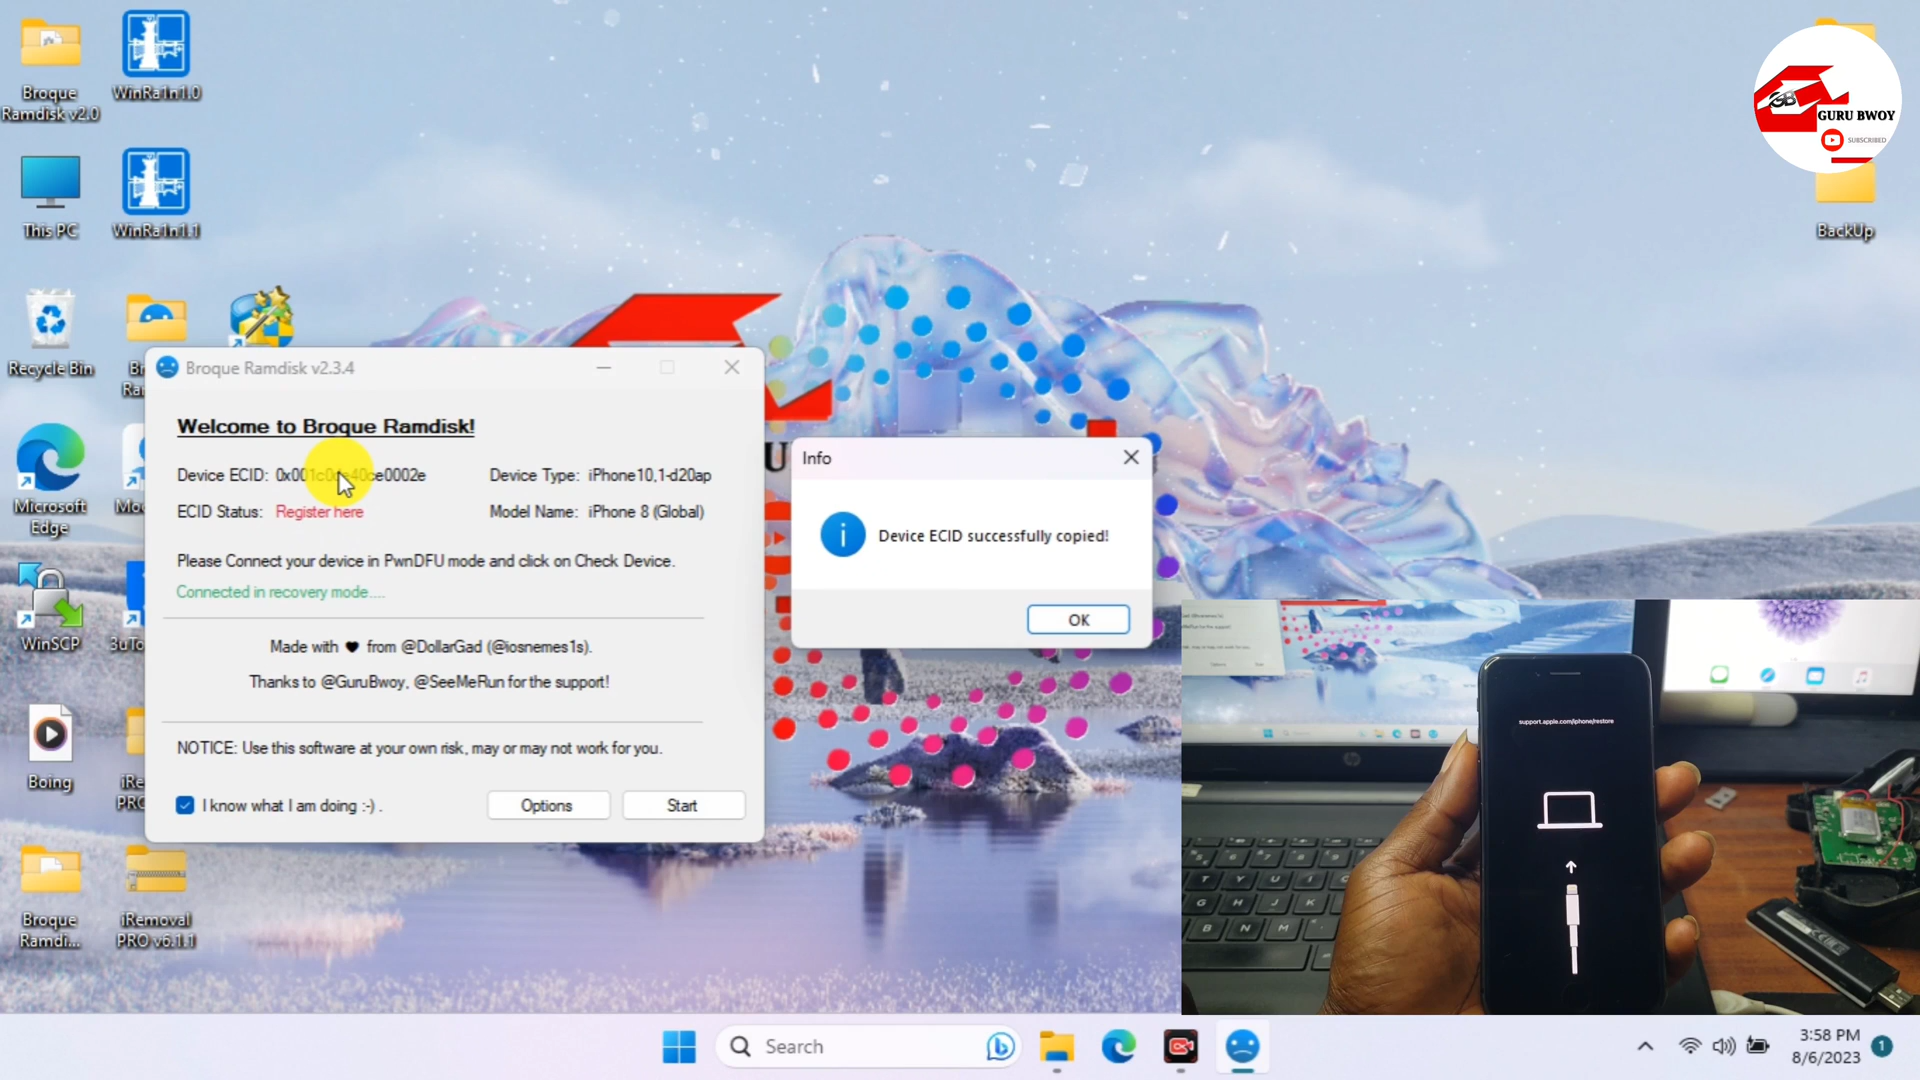 Broque
Ramdisk v2.0
WinRa1n1.0
GB
GURU BWOY
SUBSCRIBED
This PC
WinRa1n1.1
BackUp
Recycle Bin
Microsoft
Edge
WinSCP
3uTo
Boing
Broque
Ramdi...
iRemoval
PRO v6.1.1
Broque Ramdisk v2.3.4
Welcome to Broque Ramdisk!
Device ECID:
Device Type: iPhone10,1-d20ap
ECID Status: Register here
Model Name: iPhone 8 (Global)
Please Connect your device in PwnDFU mode and click on Check Device.
Connected in recovery mode....
Made with ♥ from @DollarGad (@iosnemes1s).
Thanks to @GuruBwoy, @SeeMeRun for the support!
NOTICE: Use this software at your own risk, may or may not work for you.
I know what I am doing :-) .
Options
Start
Info
Device ECID successfully copied!
OK
support.apple.com/iphone/restore
Search
3:58 PM
8/6/2023
1